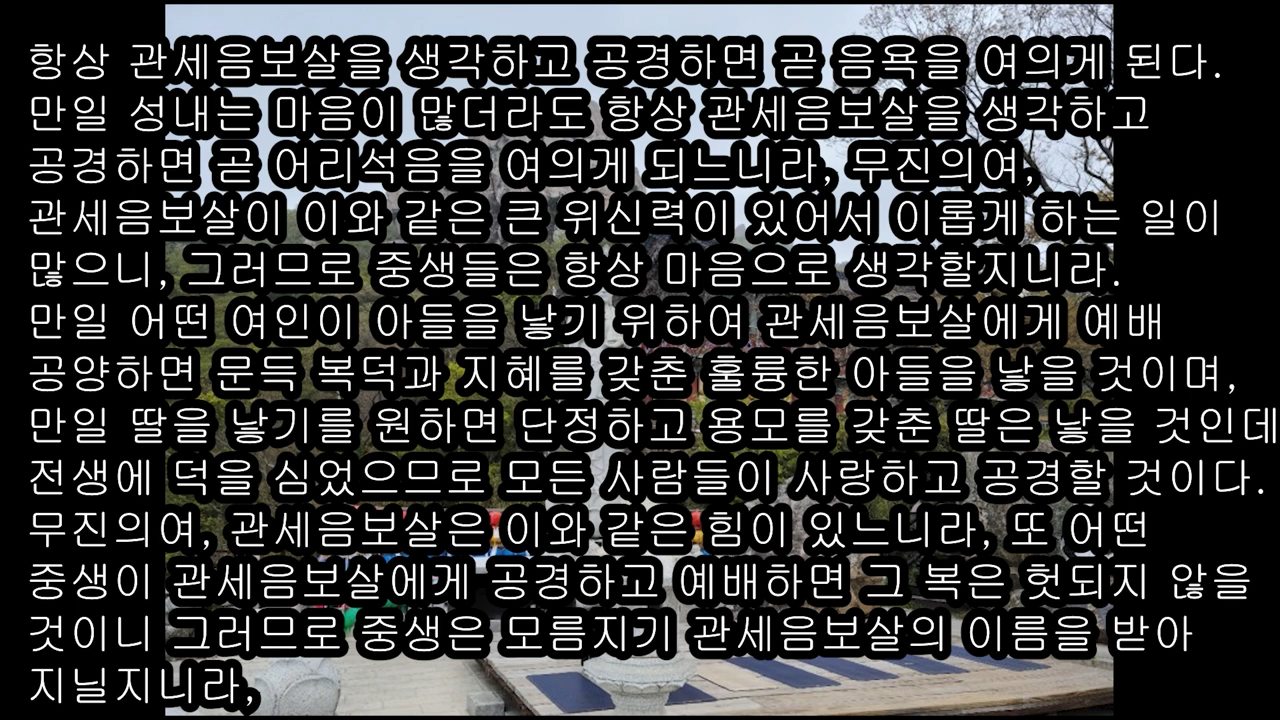 항상 관세음보살을 생각하고 공경하면 곧 음욕을 여의게 된다.
만일 성내는 마음이 많더라도 항상 관세음보살을 생각하고
공경하면 곧 어리석음을 여의게 되느니라, 무진의여,
관세음보살이 이와 같은 큰 위신력이 있어서 이롭게 하는 일이
많으니, 그러므로 중생들은 항상 마음으로 생각할지니라.
만일 어떤 여인이 아들을 낳기 위하여 관세음보살에게 예배
공양하면 문득 복덕과 지혜를 갖춘 훌륭한 아들을 낳을 것이며,
만일 딸을 낳기를 원하면 단정하고 용모를 갖춘 딸은 낳을 것인데
전생에 덕을 심었으므로 모든 사람들이 사랑하고 공경할 것이다.
무진의여, 관세음보살은 이와 같은 힘이 있느니라, 또 어떤
중생이 관세음보살에게 공경하고 예배하면 그 복은 헛되지 않을
것이니 그러므로 중생은 모름지기 관세음보살의 이름을 받아
지닐지니라,